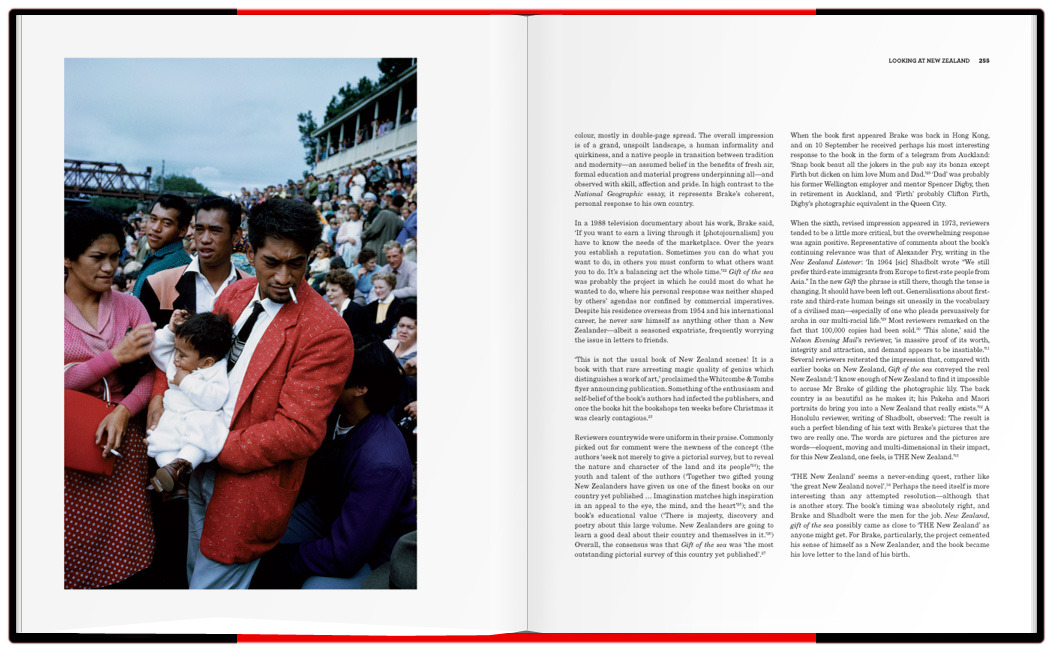 LOOKING AT NEW ZEALAND 255
colour, mostly in double-page spread. The overall impression
is of a grand, unspoilt landscape, a human informality and
quirkiness, and a native people in transition between tradition
and modernity—an assumed belief in the benefits of fresh air,
formal education and material progress underpinning all—and
observed with skill, affection and pride. In high contrast to the
National Geographic essay, it represents Brake's coherent,
personal response to his own country.
In a 1988 television documentary about his work, Brake said,
'If you want to earn a living through it [photojournalism] you
have to know the needs of the marketplace. Over the years
you establish a reputation. Sometimes you can do what you
want to do, in others you must conform to what others want
you to do. It's a balancing act the whole time.' Gift of the sea
was probably the project in which he could most do what he
wanted to do, where his personal response was neither shaped
by others' agendas nor confined by commercial imperatives.
Despite his residence overseas from 1954 and his international
career, he never saw himself as anything other than a New
Zealander—albeit a seasoned expatriate, frequently worrying
the issue in letters to friends.
'This is not the usual book of New Zealand scenes! It is a
book with that rare arresting magic quality of genius which
distinguishes a work of art,' proclaimed the Whitcombe & Tombs
flyer announcing publication. Something of the enthusiasm and
self-belief of the book's authors had infected the publishers, and
once the books hit the bookshops ten weeks before Christmas it
was clearly contagious.
Reviewers countrywide were uniform in their praise. Commonly
picked out for comment were the newness of the concept (the
authors 'seek not merely to give a pictorial survey, but to reveal
the nature and character of the land and its people'); the
youth and talent of the authors ('Together two gifted young
New Zealanders have given us one of the finest books on our
country yet published ... Imagination matches high inspiration
in an appeal to the eye, the mind, and the heart'); and the
book's educational value ('There is majesty, discovery and
poetry about this large volume. New Zealanders are going to
learn a good deal about their country and themselves in it.')
Overall, the consensus was that Gift of the sea was 'the most
outstanding pictorial survey of this country yet published'.
When the book first appeared Brake was back in Hong Kong,
and on 10 September he received perhaps his most interesting
response to the book in the form of a telegram from Auckland:
'Snap book beaut all the jokers in the pub say its bonza except
Firth but dicken on him love Mum and Dad.' 'Dad' was probably
his former Wellington employer and mentor Spencer Digby, then
in retirement in Auckland, and 'Firth' probably Clifton Firth,
Digby's photographic equivalent in the Queen City.
When the sixth, revised impression appeared in 1973, reviewers
tended to be a little more critical, but the overwhelming response
was again positive. Representative of comments about the book's
continuing relevance was that of Alexander Fry, writing in the
New Zealand Listener: 'In 1964 [sic] Shadbolt wrote "We still
prefer third-rate immigrants from Europe to first-rate people from
Asia." In the new Gift the phrase is still there, though the tense is
changing. It should have been left out. Generalisations about first-
rate and third-rate human beings sit uneasily in the vocabulary
of a civilised man—especially of one who pleads persuasively for
aroha in our multi-racial life.' Most reviewers remarked on the
fact that 100,000 copies had been sold. 'This alone,' said the
Nelson Evening Mail's reviewer, 'is massive proof of its worth,
integrity and attraction, and demand appears to be insatiable.'
Several reviewers reiterated the impression that, compared with
earlier books on New Zealand, Gift of the sea conveyed the real
New Zealand: 'I know enough of New Zealand to find it impossible
to accuse Mr Brake of gilding the photographic lily. The back
country is as beautiful as he makes it; his Pakeha and Maori
portraits do bring you into a New Zealand that really exists.' A
Honolulu reviewer, writing of Shadbolt, observed: 'The result is
such a perfect blending of his text with Brake's pictures that the
two are really one. The words are pictures and the pictures are
words—eloquent, moving and multi-dimensional in their impact,
for this New Zealand, one feels, is THE New Zealand.'
'THE New Zealand' seems a never-ending quest, rather like
'the great New Zealand novel'. Perhaps the need itself is more
interesting than any attempted resolution—although that
is another story. The book's timing was absolutely right, and
Brake and Shadbolt were the men for the job. New Zealand,
gift of the sea possibly came as close to 'THE New Zealand' as
anyone might get. For Brake, particularly, the project cemented
his sense of himself as a New Zealander, and the book became
his love letter to the land of his birth.